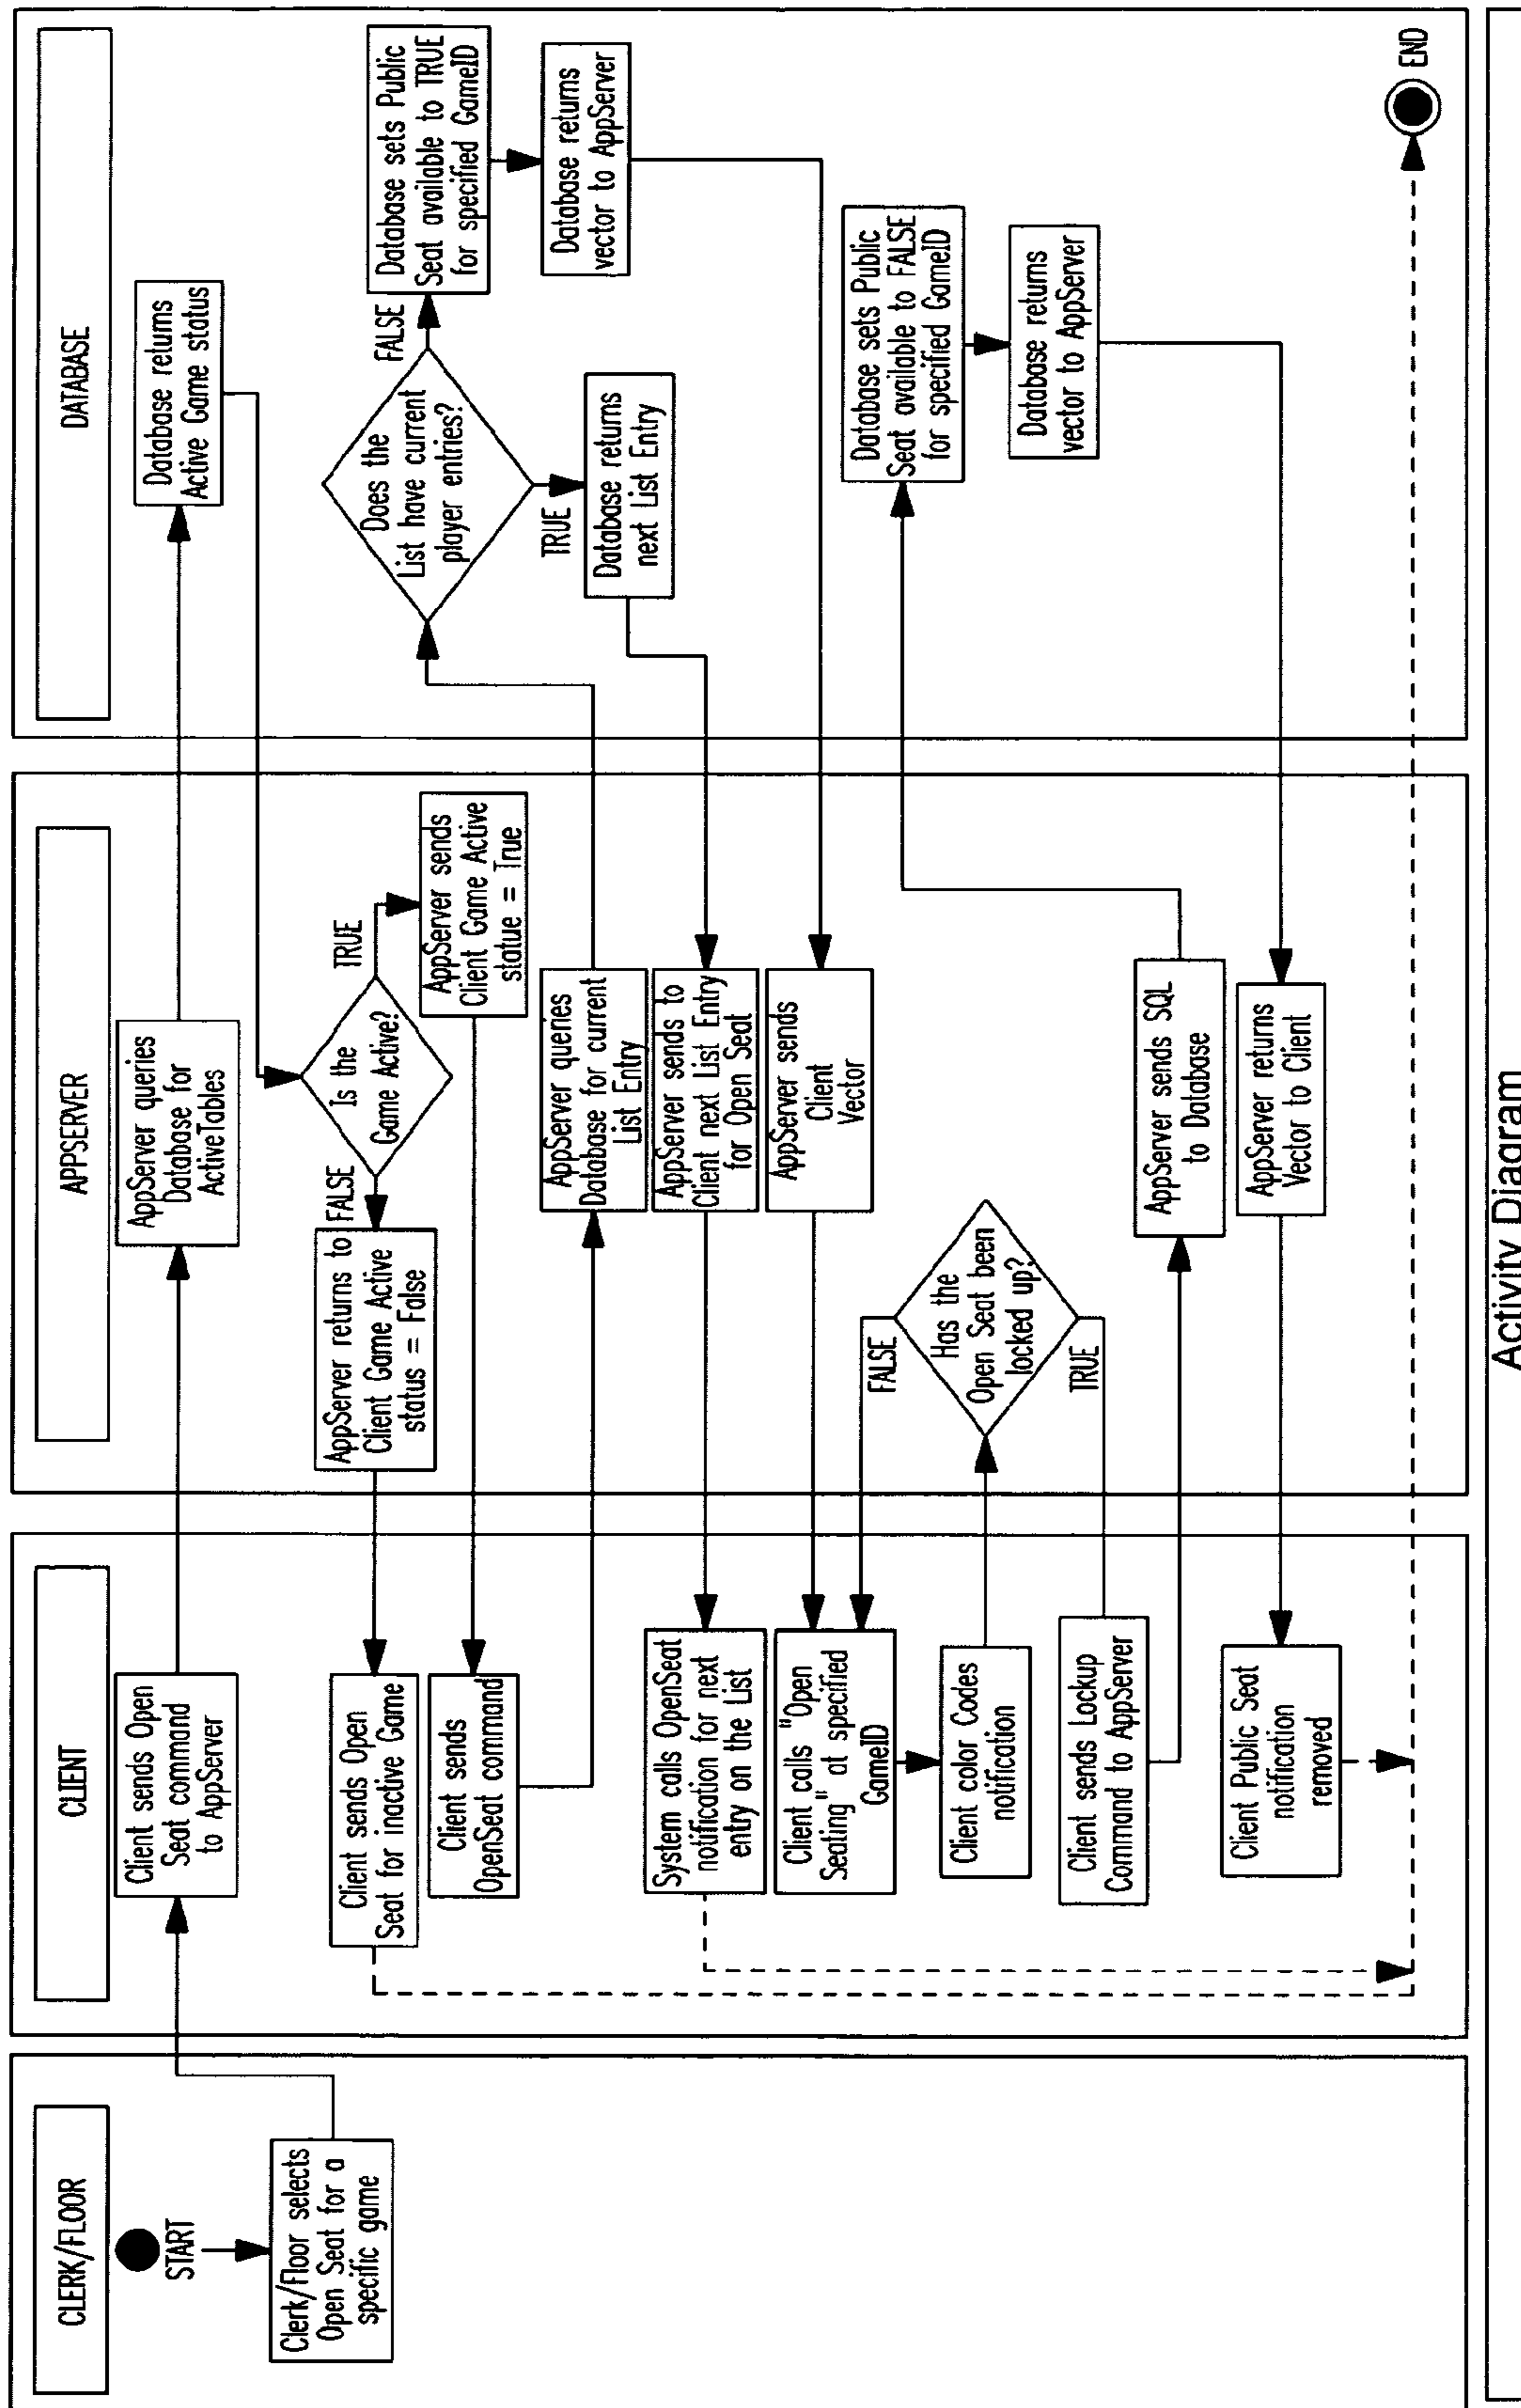 CLERK/FLOOR
START
Clerk/Floor selects
Open Seat for a
specific game
CLIENT
Client sends Open
Seat command
to AppServer
Client sends Open
Seat for inactive Game
Client sends
OpenSeat command
System calls OpenSeat
notification for next
entry on the List
Client calls "Open
Seating" at specified
GameID
Client color Codes
notification
Client sends Lockup
Command to AppServer
Client Public Seat
notification
removed
APPSERVER
AppServer queries
Database for
ActiveTables
Is the
Game Active?
FALSE
TRUE
AppServer returns to
Client Game Active
status = False
AppServer sends
Client Game Active
statue = True
AppServer quenes
Database for current
List Entry
AppServer sends to
Client next List Entry
for Open Seat
AppServer sends
Client
Vector
Has the
Open Seat been
locked up?
FALSE
TRUE
AppServer sends SQL
to Database
AppServer returns
Vector to Client
DATABASE
Database returns
Active Game status
Does the
List have current
player entries?
FALSE
TRUE
Database sets Public
Seat available to TRUE
for specified GameID
Database returns
vector to AppServer
Database returns
next List Entry
Database sets Public
Seat available to FALSE
for specified GameID
Database returns
vector to AppServer
END
Activity Diagram